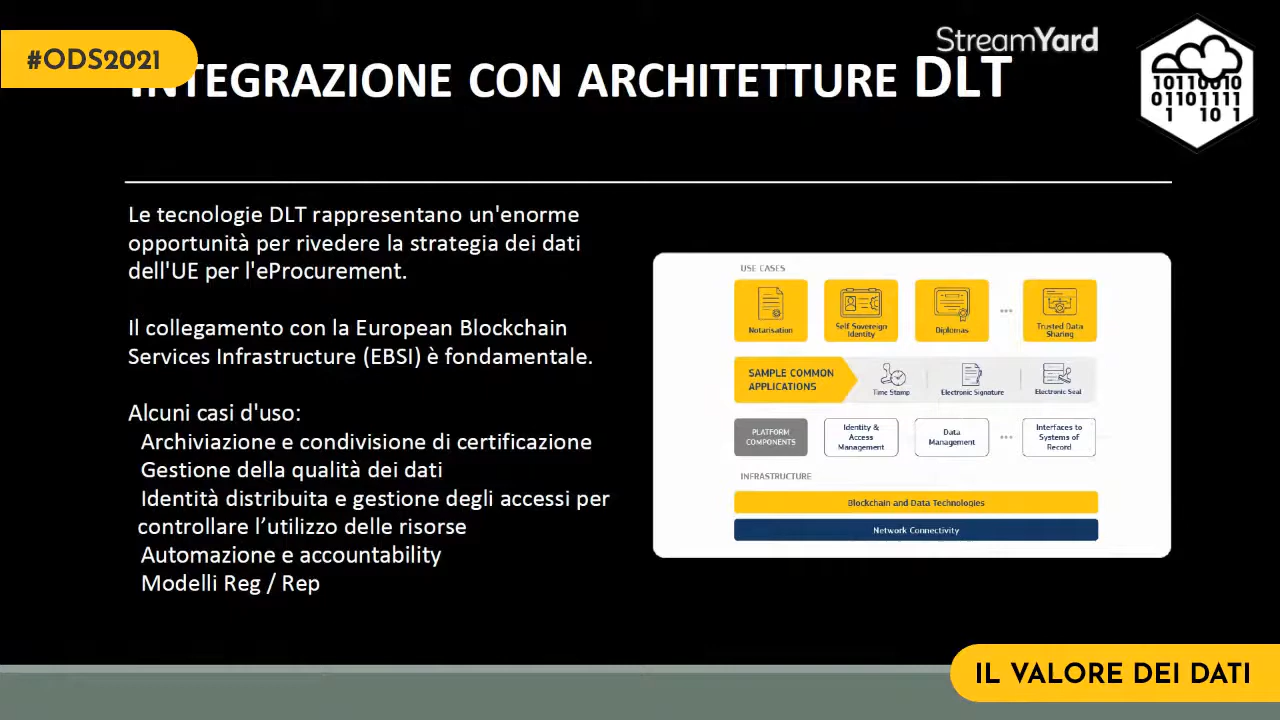 #ODS2021
StreamYard
INTEGRAZIONE CON ARCHITETTURE DLT
10110010
01101111
1 10 1
Le tecnologie DLT rappresentano un'enorme
opportunità per rivedere la strategia dei dati
dell'UE per l'eProcurement.
Il collegamento con la European Blockchain
Services Infrastructure (EBSI) è fondamentale.
Alcuni casi d'uso:
Archiviazione e condivisione di certificazione
Gestione della qualità dei dati
Identità distribuita e gestione degli accessi per
controllare l’utilizzo delle risorse
Automazione e accountability
Modelli Reg / Rep
USE CASES
Notarisation
Self Sovereign
Identity
Diplomas
Trusted Data
Sharing
SAMPLE COMMON
APPLICATIONS
Time Stamp
Electronic Signature
Electronic Seal
PLATFORM
COMPONENTS
Identity &
Access
Management
Data
Management
Interfaces to
Systems of
Record
INFRASTRUCTURE
Blockchain and Data Technologies
Network Connectivity
IL VALORE DEI DATI